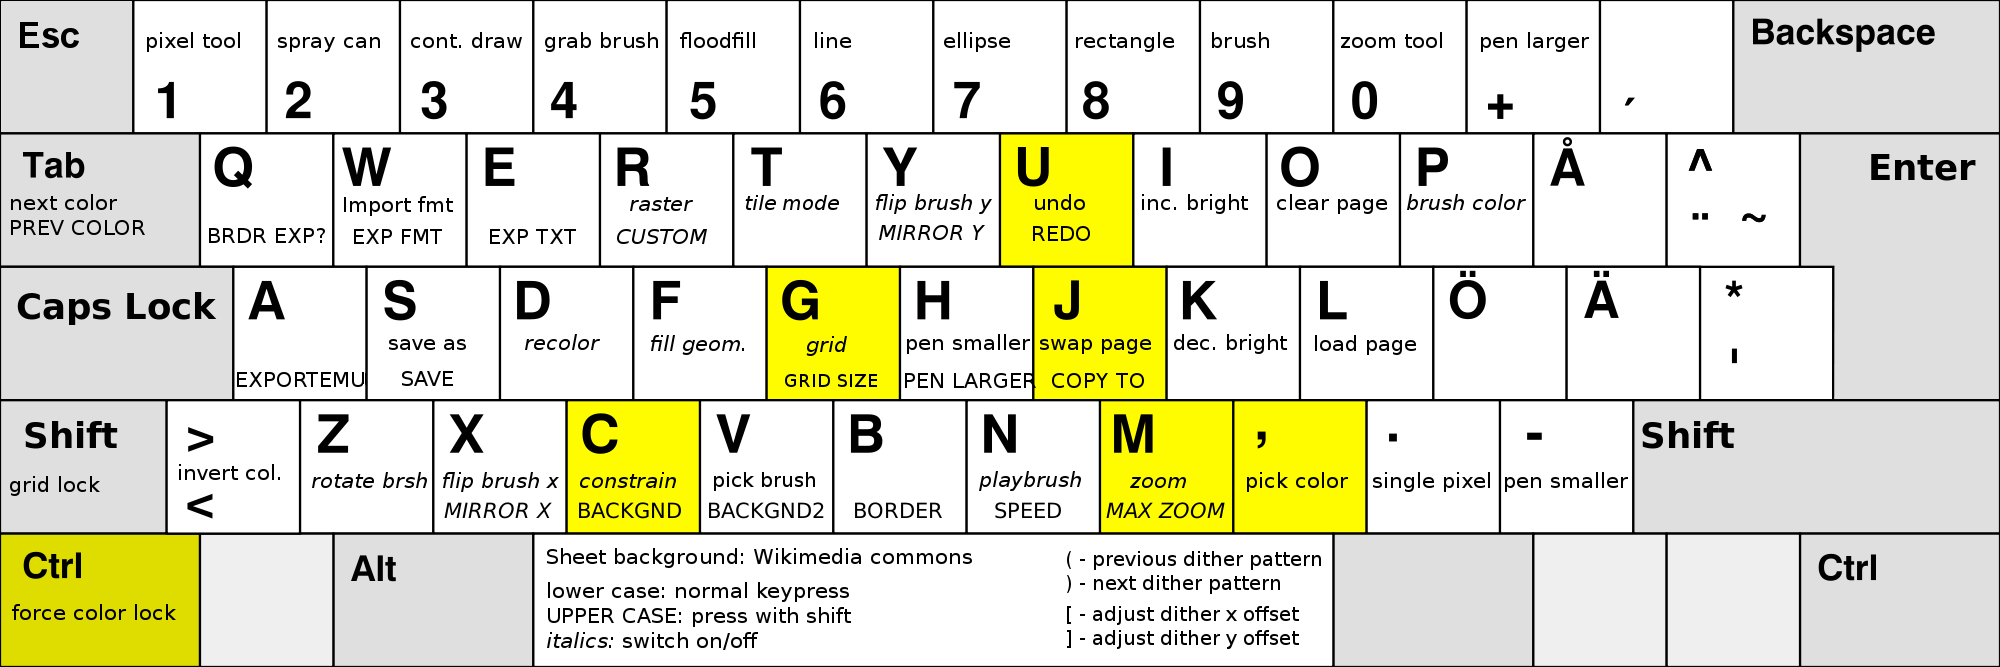 Esc
pixel tool
1
spray can
2
cont. draw
3
grab brush
4
floodfill
5
line
6
ellipse
7
rectangle
8
brush
9
zoom tool
0
pen larger
+
´
Backspace
Tab
next color
PREV COLOR
Q
BRDR EXP?
W
Import fmt
EXP FMT
E
EXP TXT
R
raster
CUSTOM
T
tile mode
Y
flip brush y
MIRROR Y
U
undo
REDO
I
inc. bright
O
clear page
P
brush color
Å
^
¨ ~
Enter
Caps Lock
A
EXPORTEMU
S
save as
SAVE
D
recolor
F
fill geom.
G
grid
GRID SIZE
H
pen smaller
PEN LARGER
J
swap page
COPY TO
K
dec. bright
L
load page
Ö
Ä
*
'
Shift
grid lock
>
invert col.
<
Z
rotate brsh
X
flip brush x
MIRROR X
C
constrain
BACKGND
V
pick brush
BACKGND2
B
BORDER
N
playbrush
SPEED
M
zoom
MAX ZOOM
,
pick color
.
single pixel
-
pen smaller
Shift
Ctrl
force color lock
Alt
Sheet background: Wikimedia commons
lower case: normal keypress
UPPER CASE: press with shift
italics: switch on/off
( - previous dither pattern
) - next dither pattern
[ - adjust dither x offset
] - adjust dither y offset
Ctrl